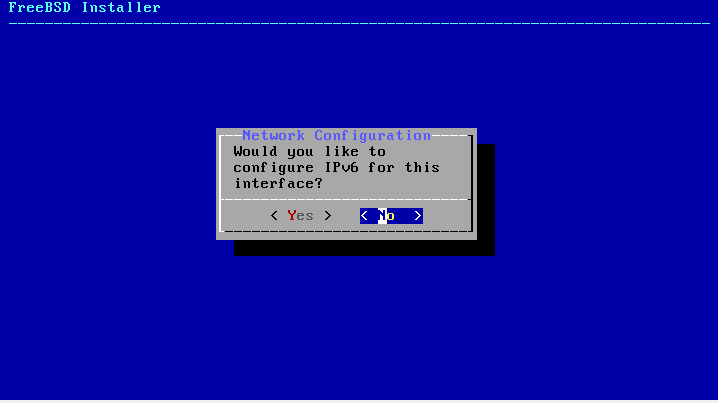 FreeBSD Installer
Network Configuration
Would you like to
configure IPv6 for this
interface?
< Yes > < No >